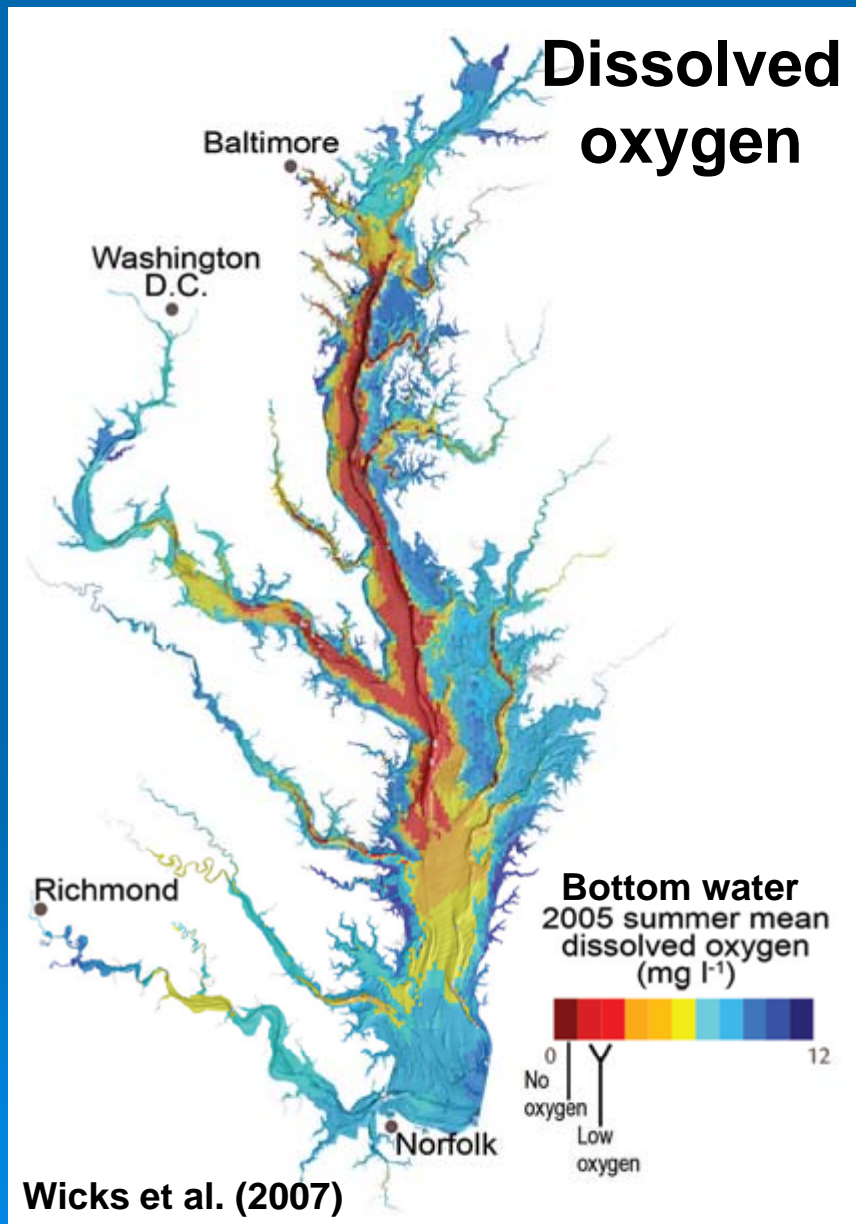 Dissolved
oxygen
Baltimore
Washington
D.C.
Richmond
Bottom water
2005 summer mean
dissolved oxygen
(mg l⁻¹)
0
12
No
oxygen
Low
oxygen
Norfolk
Wicks et al. (2007)